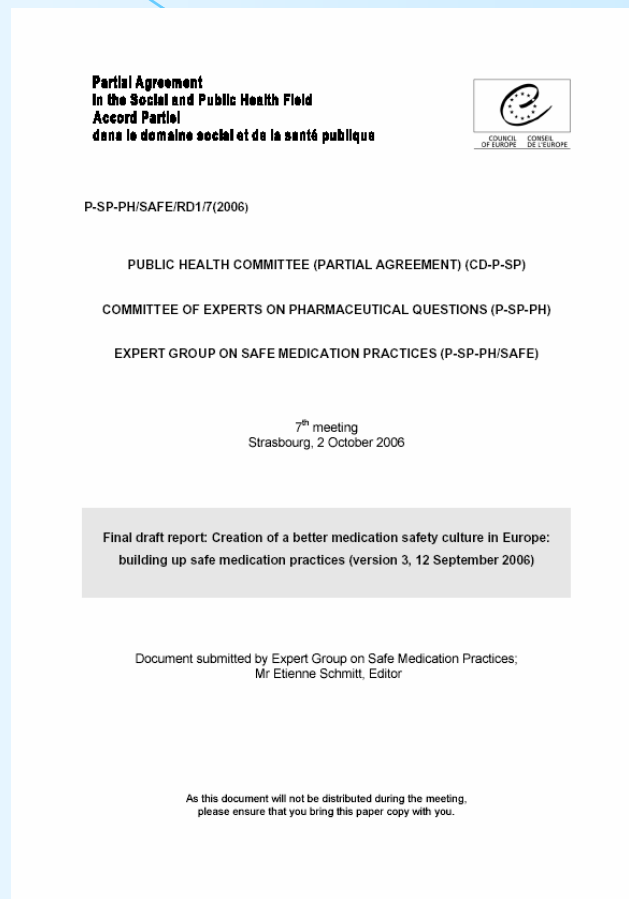 Partial Agreement
in the Social and Public Health Field
Accord Partiel
dans le domaine social et de la santé publique
COUNCIL CONSEIL
OF EUROPE DE L'EUROPE
P-SP-PH/SAFE/RD1/7(2006)
PUBLIC HEALTH COMMITTEE (PARTIAL AGREEMENT) (CD-P-SP)
COMMITTEE OF EXPERTS ON PHARMACEUTICAL QUESTIONS (P-SP-PH)
EXPERT GROUP ON SAFE MEDICATION PRACTICES (P-SP-PH/SAFE)
7th meeting
Strasbourg, 2 October 2006
Final draft report: Creation of a better medication safety culture in Europe:
building up safe medication practices (version 3, 12 September 2006)
Document submitted by Expert Group on Safe Medication Practices;
Mr Etienne Schmitt, Editor
As this document will not be distributed during the meeting,
please ensure that you bring this paper copy with you.